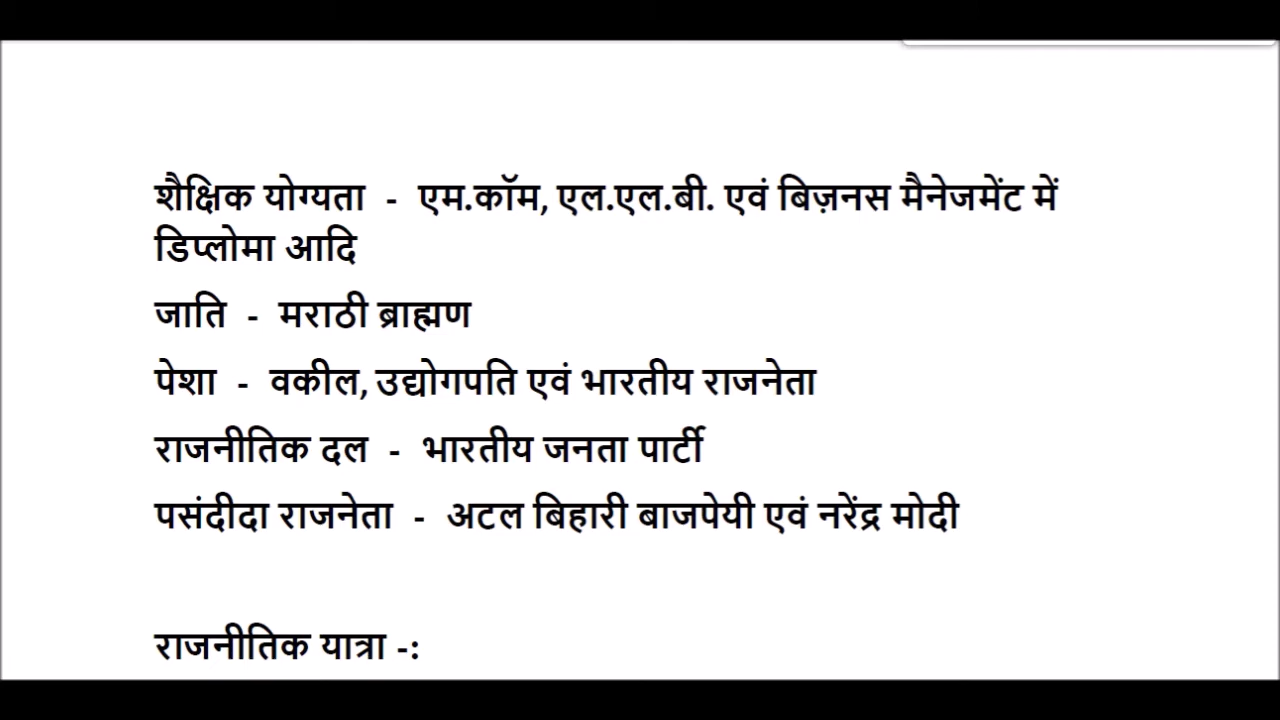 शैक्षिक योग्यता - एम.कॉम, एल.एल.बी. एवं बिज़नस मैनेजमेंट में
डिप्लोमा आदि
जाति - मराठी ब्राह्मण
पेशा - वकील, उद्योगपति एवं भारतीय राजनेता
राजनीतिक दल - भारतीय जनता पार्टी
पसंदीदा राजनेता - अटल बिहारी बाजपेयी एवं नरेंद्र मोदी
राजनीतिक यात्रा -: